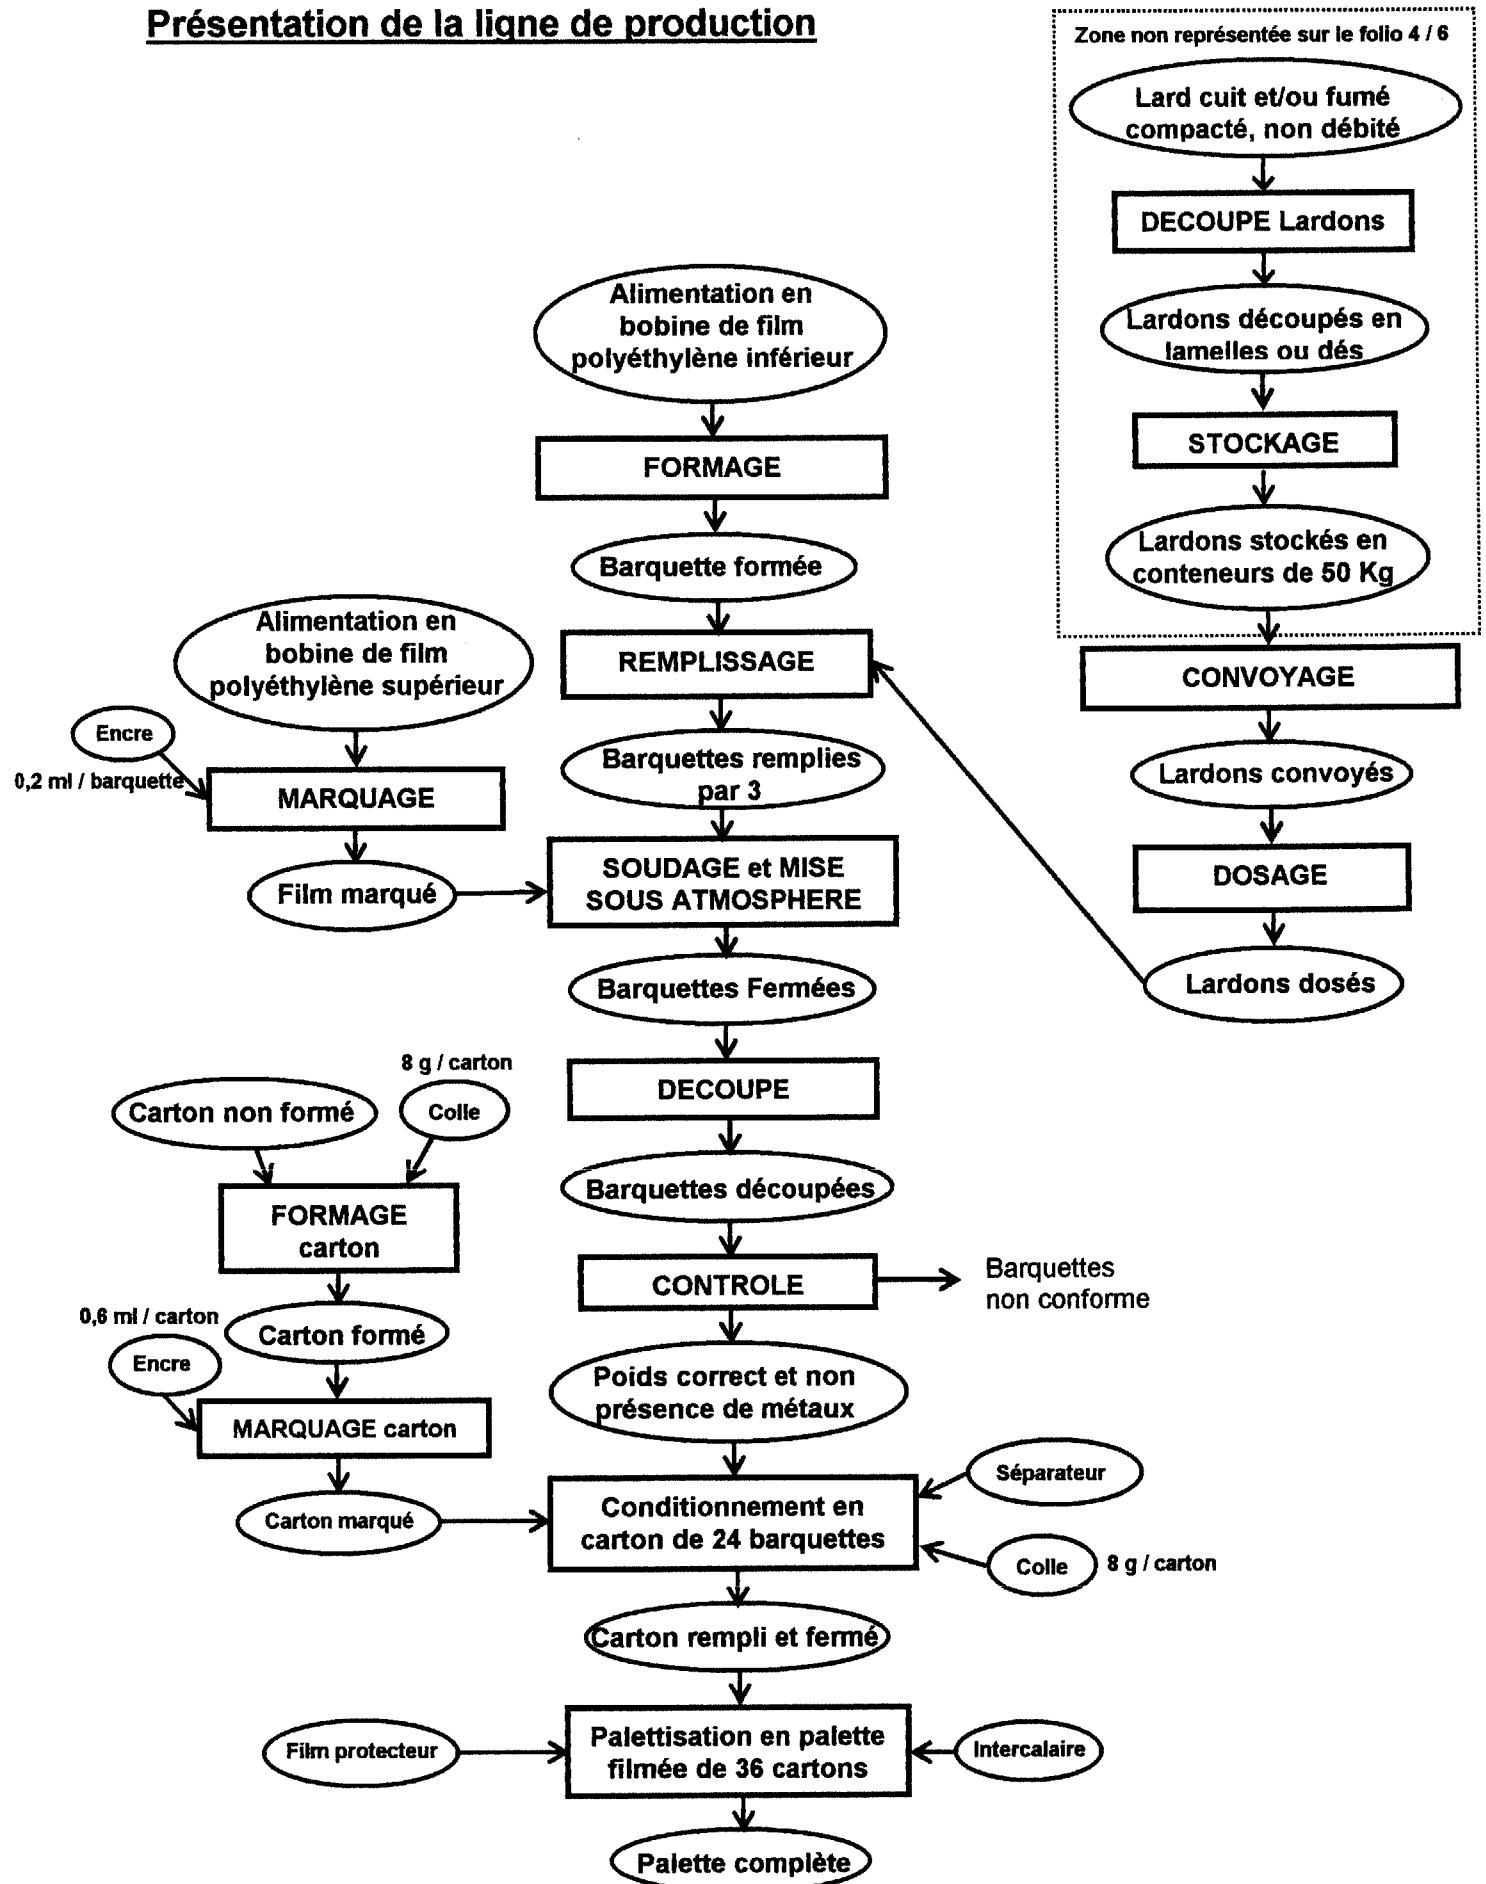 Présentation de la ligne de production
Zone non représentée sur le folio 4 / 6
Lard cuit et/ou fumé
compacté, non débité
DECOUPE Lardons
Lardons découpés en
lamelles ou dés
STOCKAGE
Lardons stockés en
conteneurs de 50 Kg
CONVOYAGE
Lardons convoyés
DOSAGE
Lardons dosés
Alimentation en
bobine de film
polyéthylène inférieur
FORMAGE
Barquette formée
REMPLISSAGE
Barquettes remplies
par 3
Alimentation en
bobine de film
polyéthylène supérieur
Encre
0,2 ml / barquette
MARQUAGE
Film marqué
SOUDAGE et MISE
SOUS ATMOSPHERE
Barquettes Fermées
DECOUPE
Barquettes découpées
CONTROLE
Barquettes
non conforme
Poids correct et non
présence de métaux
8 g / carton
Carton non formé
Colle
FORMAGE
carton
0,6 ml / carton
Carton formé
Encre
MARQUAGE carton
Carton marqué
Conditionnement en
carton de 24 barquettes
Séparateur
Colle
8 g / carton
Carton rempli et fermé
Film protecteur
Palettisation en palette
filmée de 36 cartons
Intercalaire
Palette complète